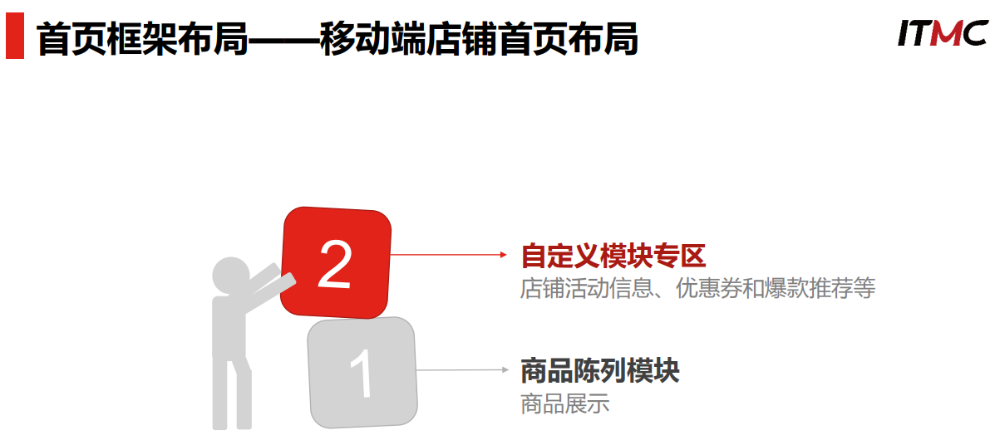 首页框架布局——移动端店铺首页布局
ITMC
2
自定义模块专区
店铺活动信息、优惠券和爆款推荐等
1
商品陈列模块
商品展示